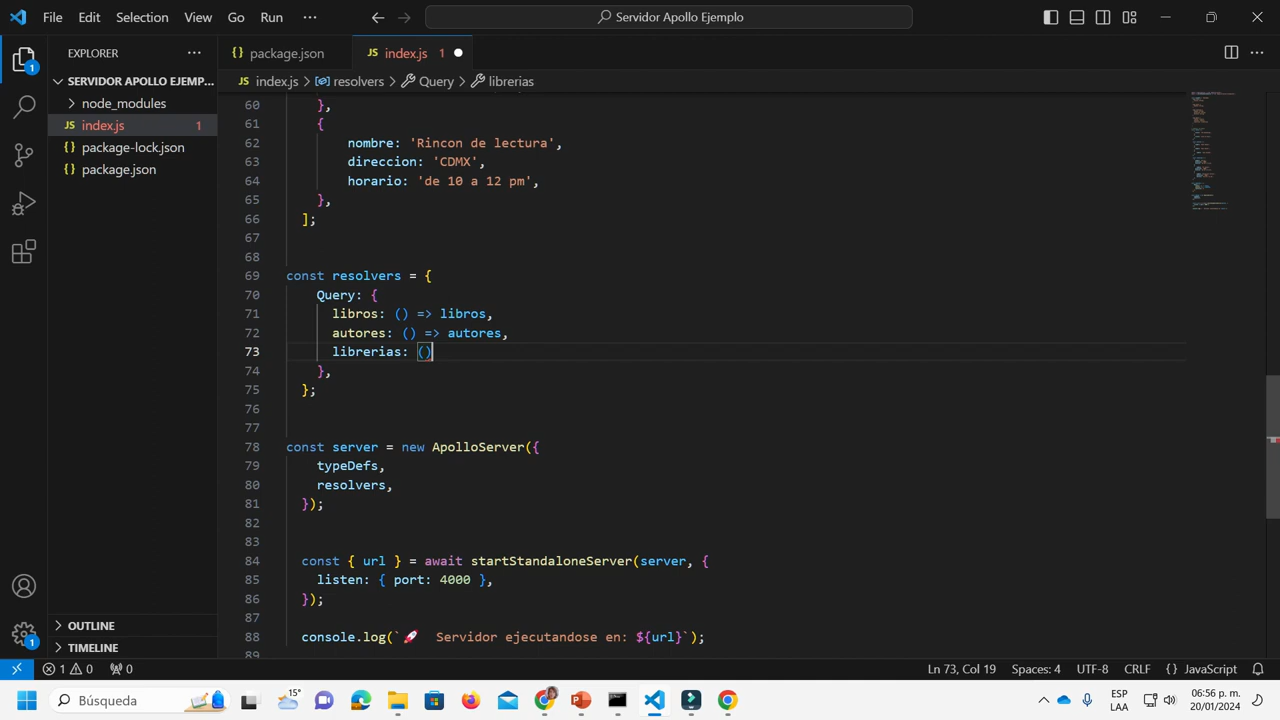 File Edit Selection View Go Run ··· Servidor Apollo Ejemplo
EXPLORER ··· {} package.json JS index.js 1
SERVIDOR APOLLO EJEMP... JS index.js > resolvers > Query > librerias
node_modules
JS index.js 1
{} package-lock.json
{} package.json
60 },
61 {
62 nombre: 'Rincon de lectura',
63 direccion: 'CDMX',
64 horario: 'de 10 a 12 pm',
65 },
66 ];
67
68
69 const resolvers = {
70 Query: {
71 libros: () => libros,
72 autores: () => autores,
73 librerias: ()
74 },
75 };
76
77
78 const server = new ApolloServer({
79 typeDefs,
80 resolvers,
81 });
82
83
84 const { url } = await startStandaloneServer(server, {
85 listen: { port: 4000 },
86 });
87
88 console.log(`🚀 Servidor ejecutandose en: ${url}`);
89
1
1
OUTLINE
TIMELINE
1 0 0 Ln 73, Col 19 Spaces: 4 UTF-8 CRLF {} JavaScript
Búsqueda 15° ESP LAA 06:56 p. m. 20/01/2024